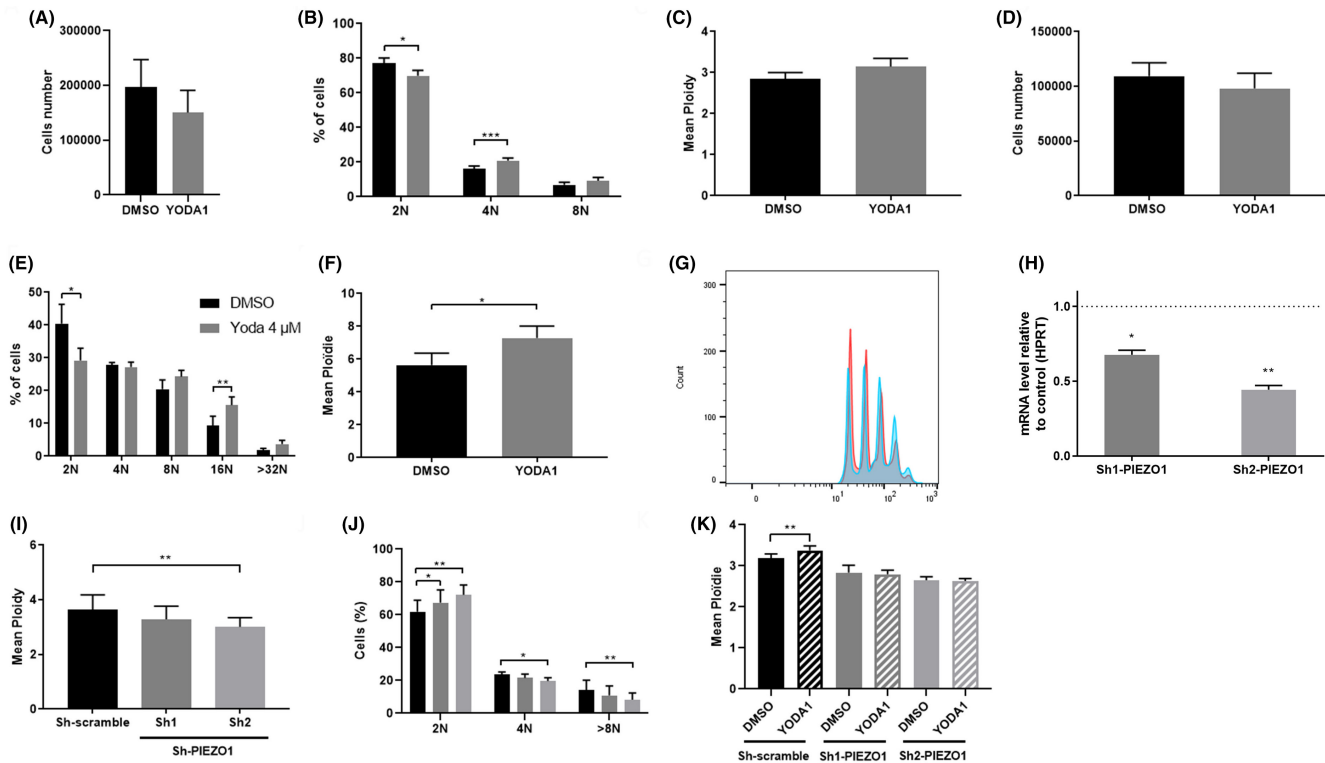 (A)
Cells number
300000
200000
100000
0
DMSO YODA1
(B)
% of cells
100
80
60
40
20
0
*
***
2N 4N 8N
(C)
Mean Ploidy
4
3
2
1
0
DMSO YODA1
(D)
Cells number
150000
100000
50000
0
DMSO YODA1
(E)
% of cells
50
40
30
20
10
0
*
**
DMSO
Yoda 4 µM
2N 4N 8N 16N >32N
(F)
Mean Ploïdie
10
8
6
4
2
0
*
DMSO YODA1
(G)
Count
300
200
100
0
0 10¹ 10² 10³
(H)
mRNA level relative
to control (HPRT)
1.0
0.5
0.0
*
**
Sh1-PIEZO1 Sh2-PIEZO1
(I)
Mean Ploidy
6
4
2
0
**
Sh-scramble Sh1 Sh2
Sh-PIEZO1
(J)
Cells (%)
100
80
60
40
20
0
**
*
*
**
2N 4N >8N
(K)
Mean Ploïdie
4
3
2
1
0
**
DMSO YODA1 DMSO YODA1 DMSO YODA1
Sh-scramble Sh1-PIEZO1 Sh2-PIEZO1